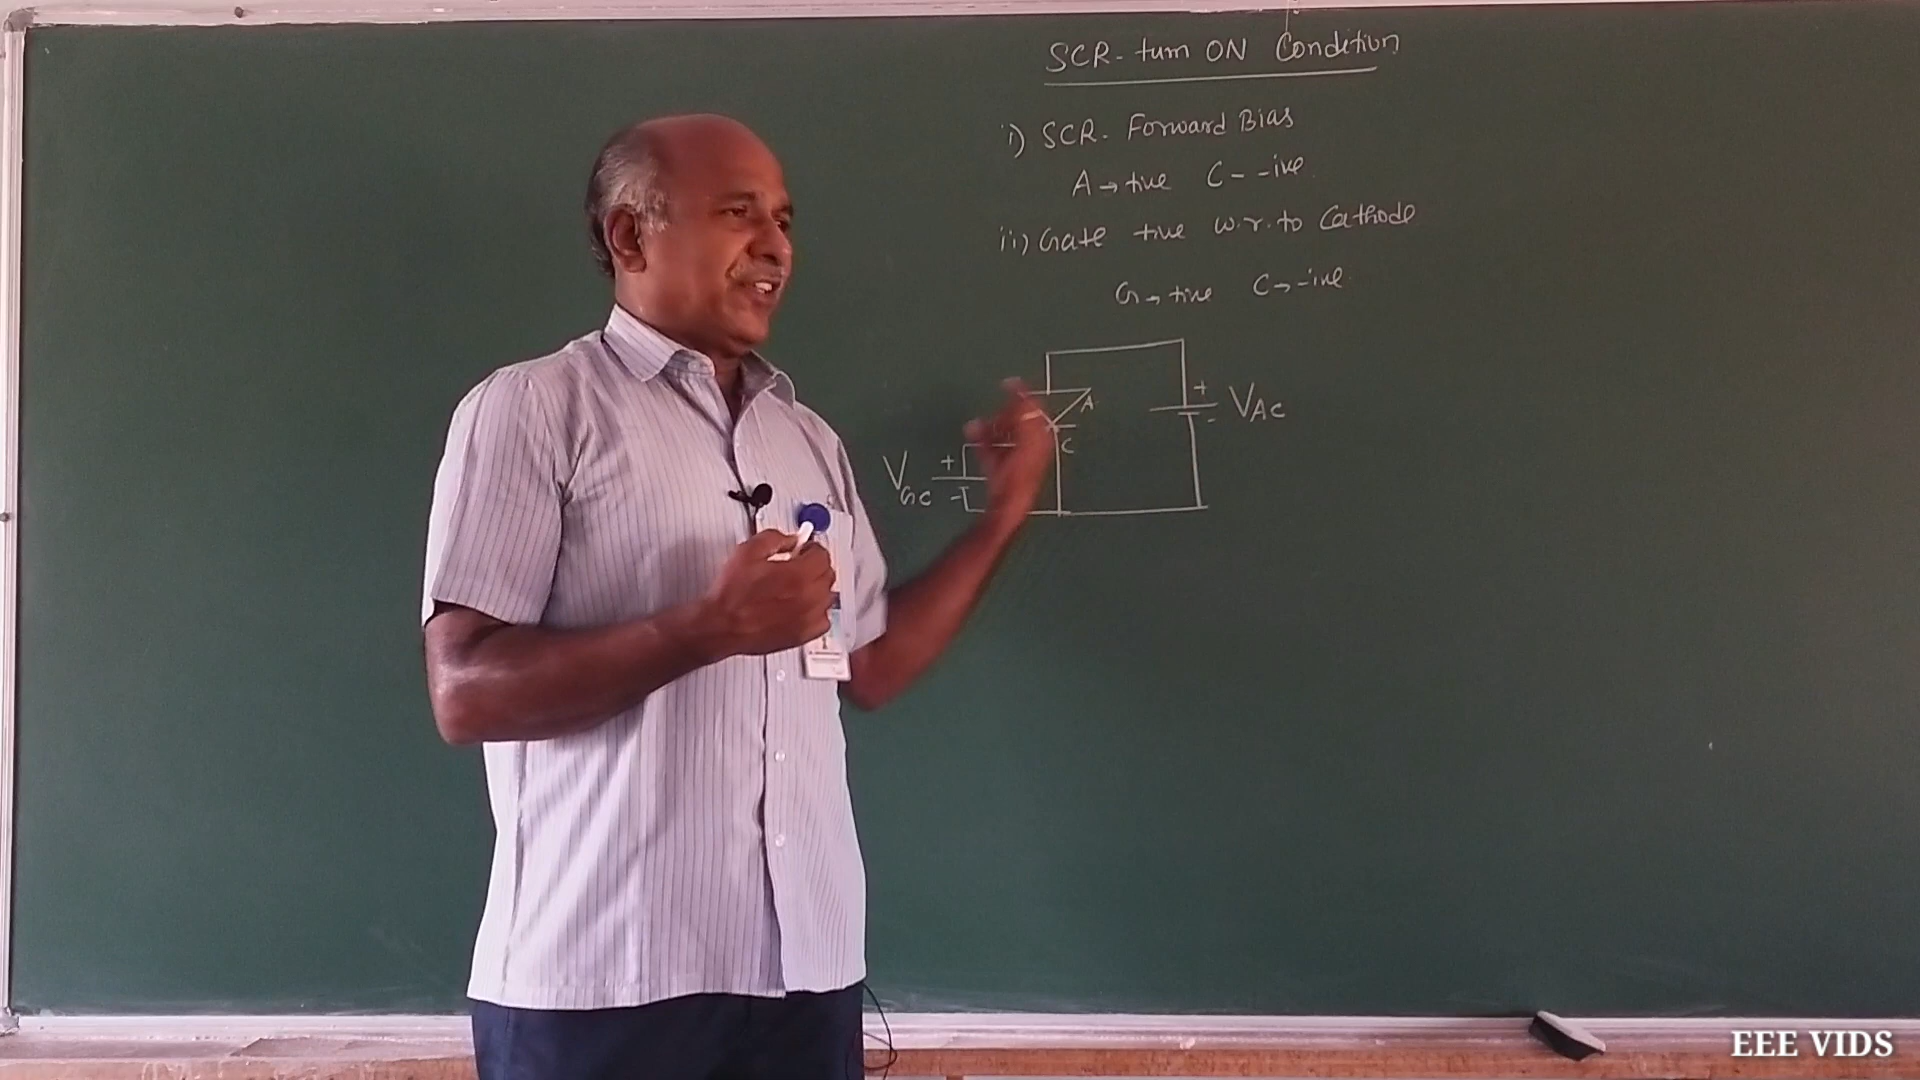 SCR - turn ON Condition
i) SCR. Forward Bias
A → +ive C - -ive
ii) Gate +ive w.r.to Cathode
G → +ive C → -ive
A
+ VAC
-
C
VGC +
-
EEE VIDS